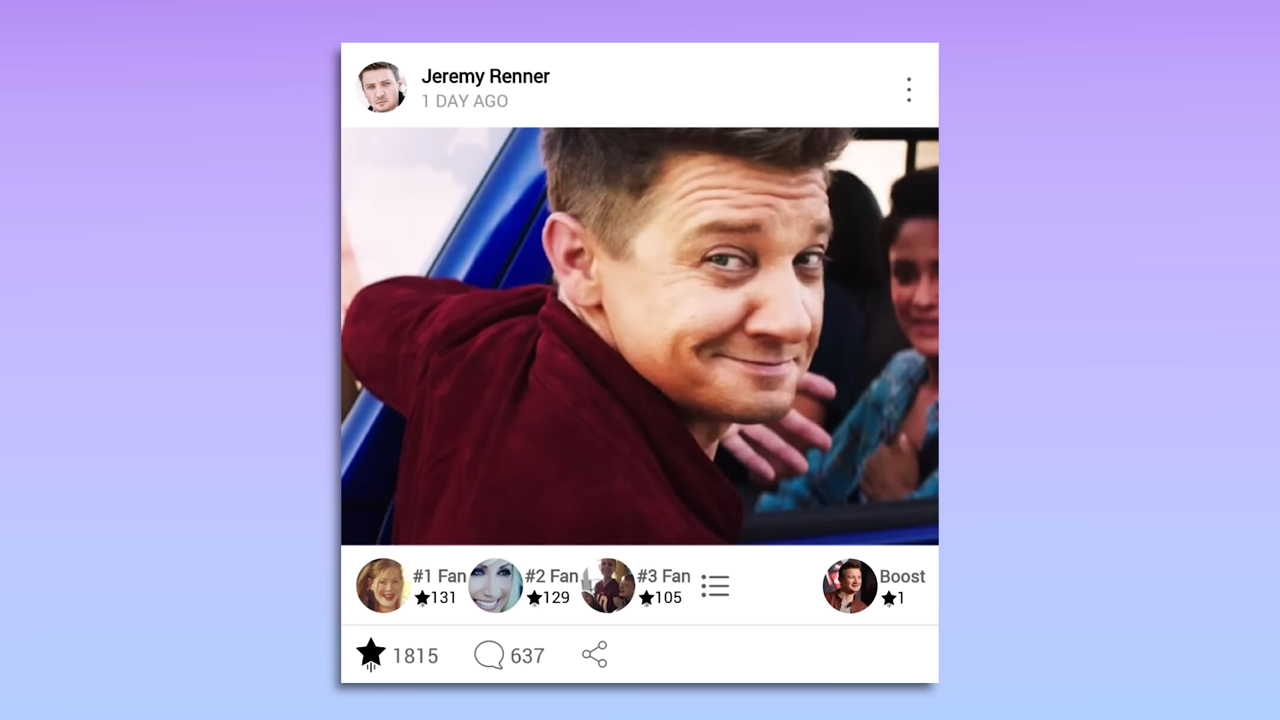 Jeremy Renner
1 DAY AGO
#1 Fan #2 Fan #3 Fan Boost
131 129 105 1
1815 637